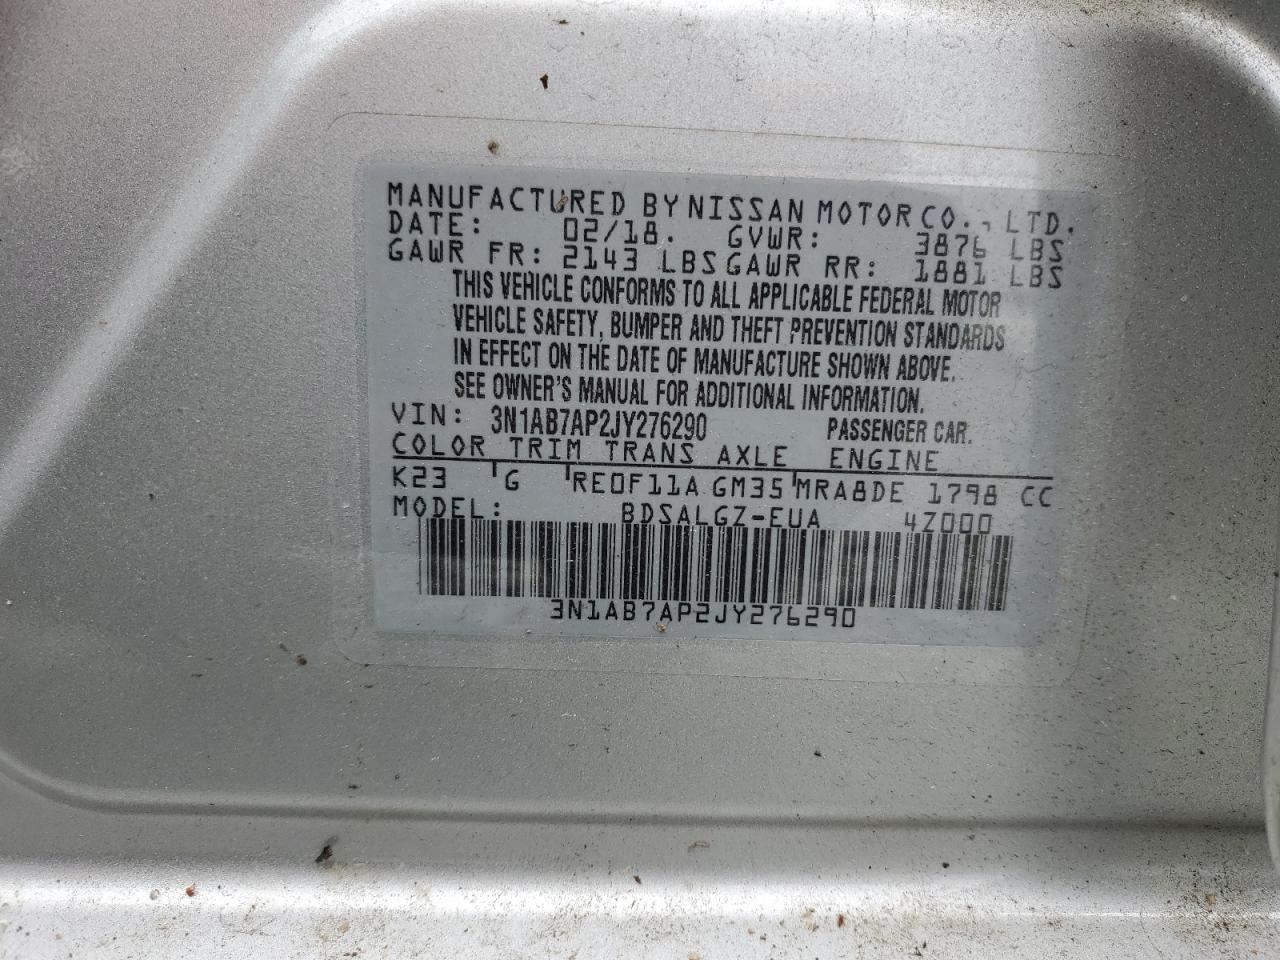 MANUFACTURED BY NISSAN MOTOR CO., LTD.
DATE: 02/18. GVWR: 3876 LBS
GAWR FR: 2143 LBS GAWR RR: 1881 LBS
THIS VEHICLE CONFORMS TO ALL APPLICABLE FEDERAL MOTOR
VEHICLE SAFETY, BUMPER AND THEFT PREVENTION STANDARDS
IN EFFECT ON THE DATE OF MANUFACTURE SHOWN ABOVE.
SEE OWNER'S MANUAL FOR ADDITIONAL INFORMATION.
VIN: 3N1AB7AP2JY276290 PASSENGER CAR.
COLOR TRIM TRANS AXLE ENGINE
K23 G RE0F11A GM35 MRA8DE 1798 CC
MODEL: BDSALGZ-EUA 4Z000
3N1AB7AP2JY276290